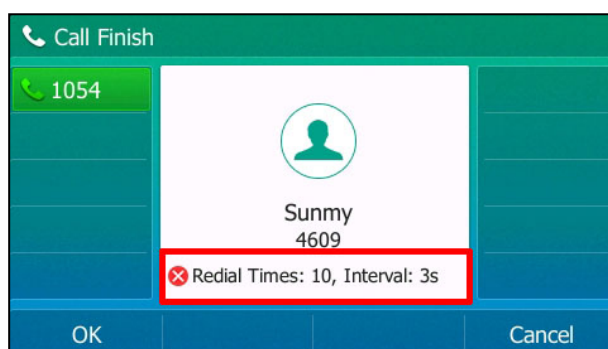 Call Finish
1054
Sunmy
4609
Redial Times: 10, Interval: 3s
OK
Cancel